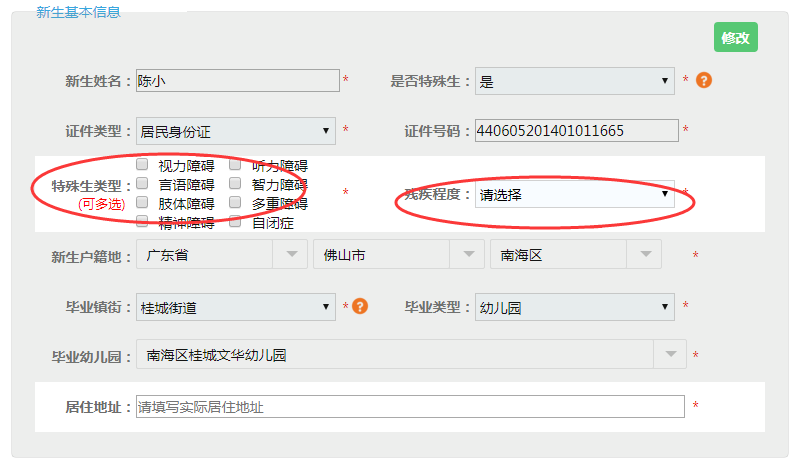 新生基本信息
修改
新生姓名： 陈小 * 是否特殊生： 是 * ?
证件类型： 居民身份证 * 证件号码： 440605201401011665 *
视力障碍 听力障碍
特殊生类型： 言语障碍 智力障碍 * 残疾程度： 请选择 *
(可多选) 肢体障碍 多重障碍
精神障碍 自闭症
新生户籍地： 广东省 佛山市 南海区 *
毕业镇街： 桂城街道 * ? 毕业类型： 幼儿园 *
毕业幼儿园： 南海区桂城文华幼儿园 *
居住地址： 请填写实际居住地址 *